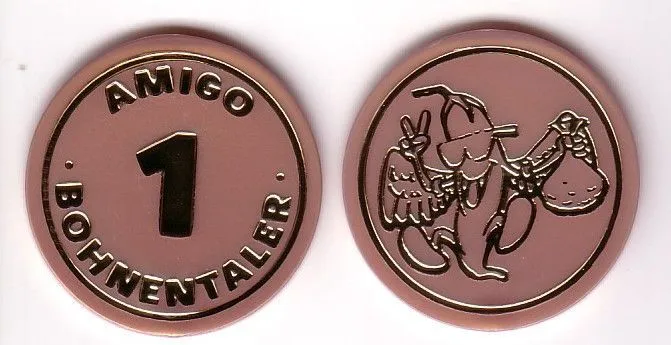 AMIGO
1
· BOHNENTALER ·